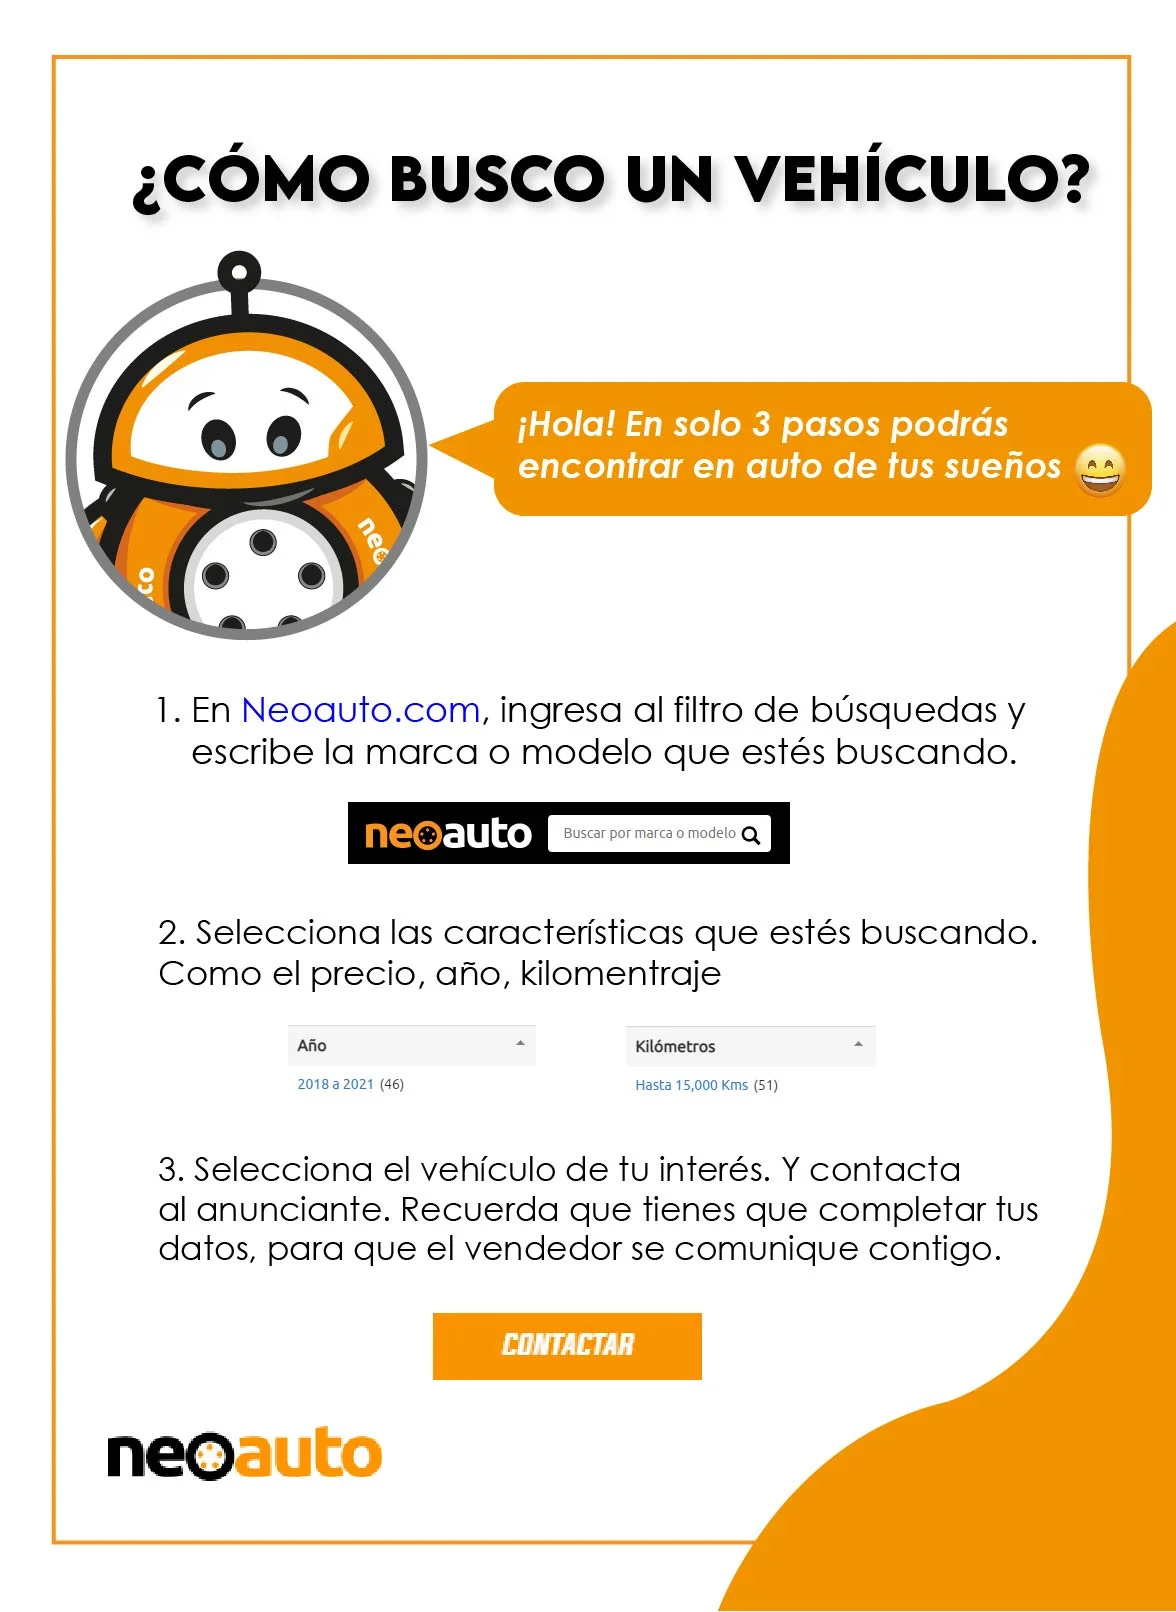 ¿CÓMO BUSCO UN VEHÍCULO?
¡Hola! En solo 3 pasos podrás
encontrar en auto de tus sueños
neo
to
1. En Neoauto.com, ingresa al filtro de búsquedas y
escribe la marca o modelo que estés buscando.
neoauto Buscar por marca o modelo
2. Selecciona las características que estés buscando.
Como el precio, año, kilomentraje
Año
2018 a 2021 (46)
Kilómetros
Hasta 15,000 Kms (51)
3. Selecciona el vehículo de tu interés. Y contacta
al anunciante. Recuerda que tienes que completar tus
datos, para que el vendedor se comunique contigo.
CONTACTAR
neoauto